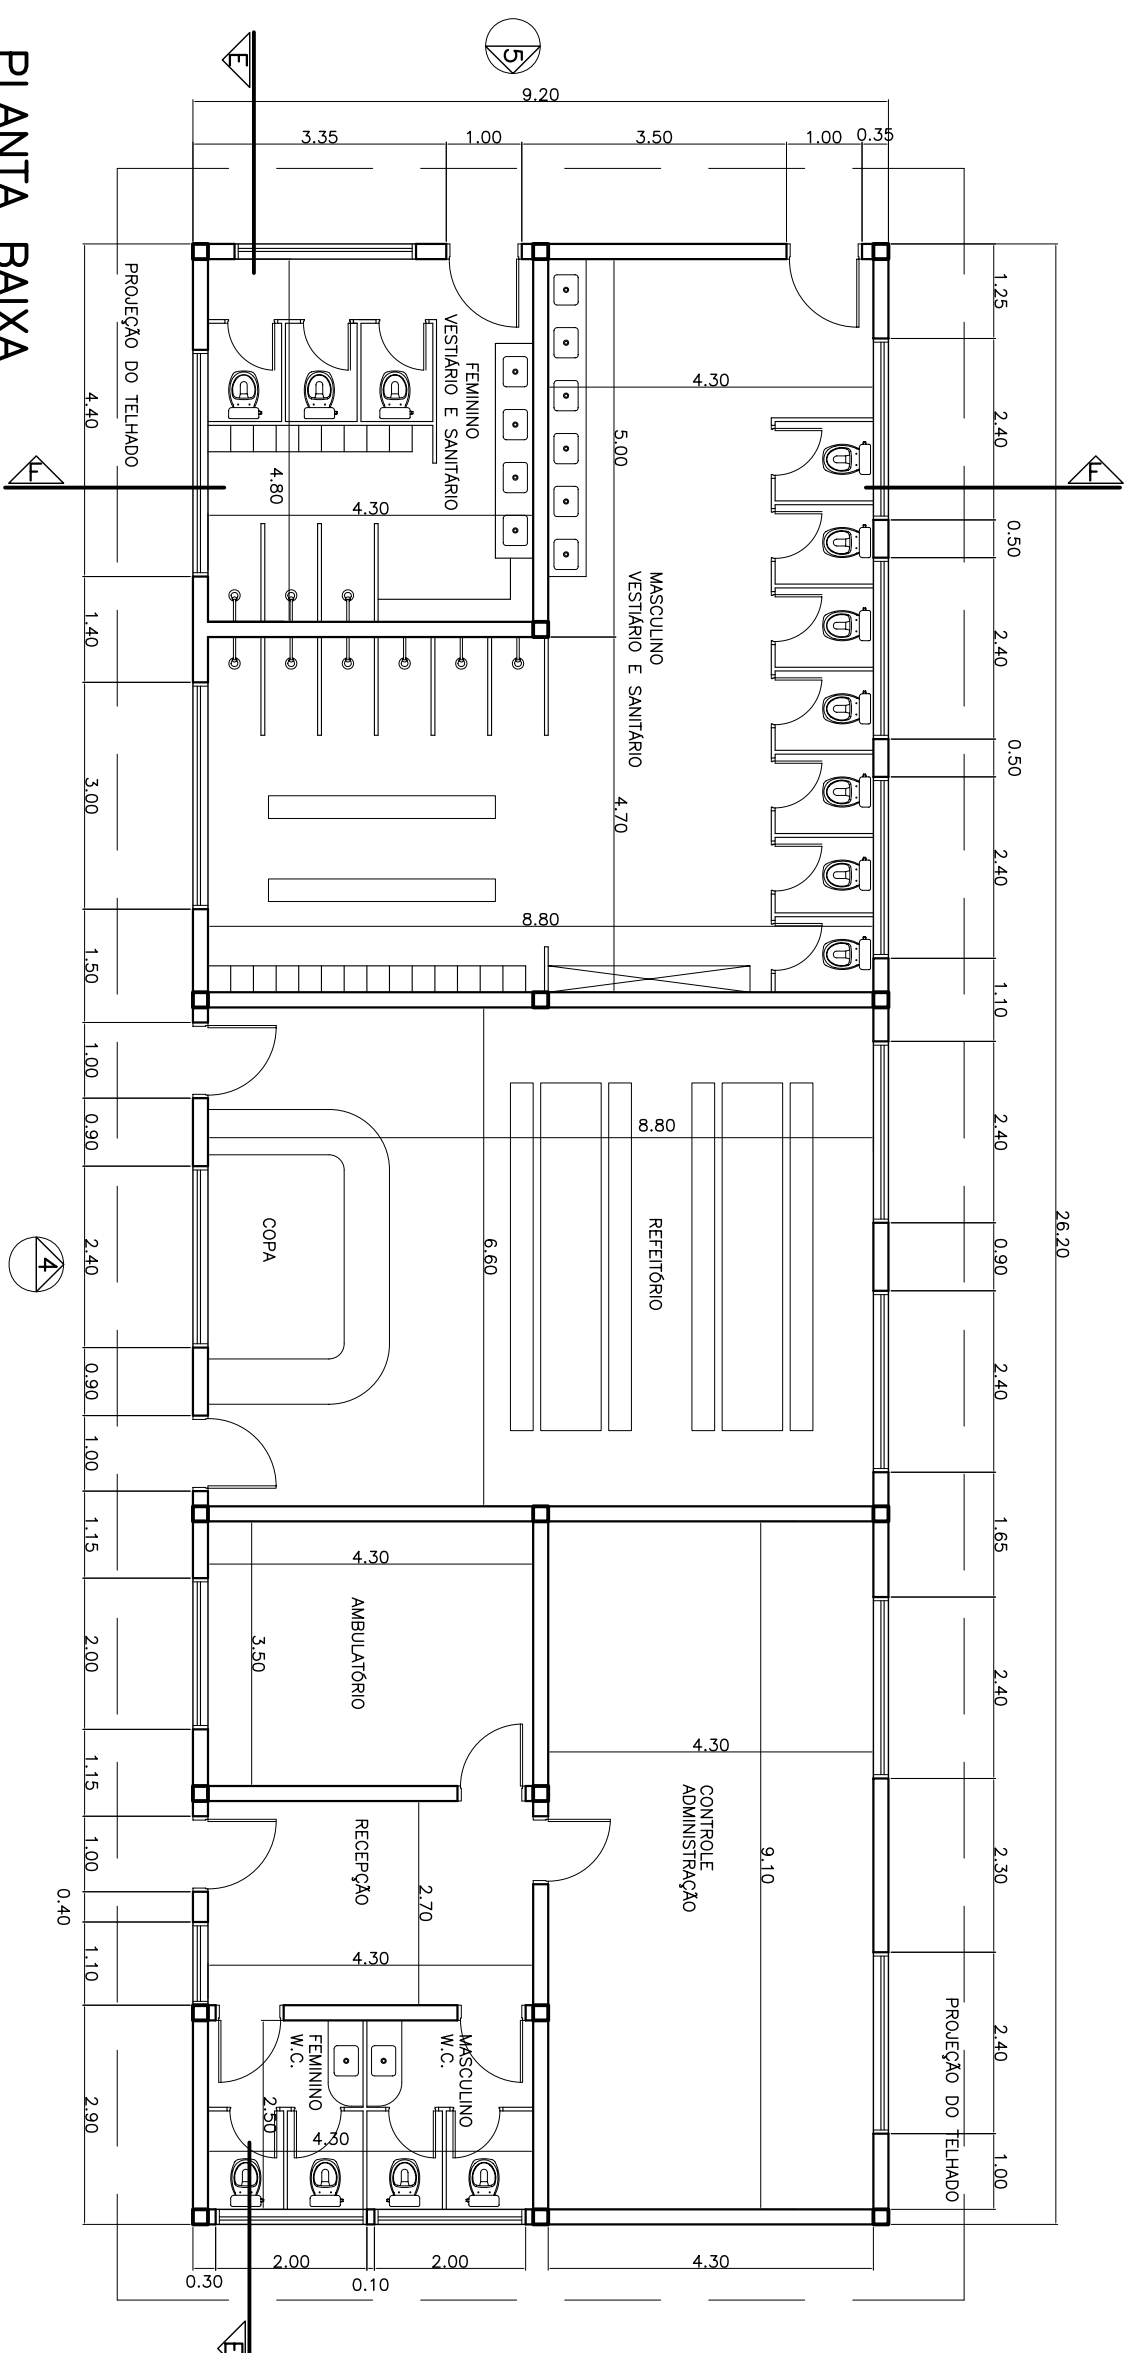 5
E
9.20
3.35
1.00
3.50
1.00
0.35
PLANTA BAIXA
PROJEÇÃO DO TELHADO
1.25
2.40
0.50
2.40
0.50
2.40
1.10
2.40
0.90
2.40
1.65
2.40
2.30
2.40
1.00
26.20
F
F
4.40
1.40
3.00
1.50
1.00
0.90
2.40
0.90
1.00
1.15
2.00
1.15
1.00
0.40
1.10
2.90
4
FEMININO
VESTIÁRIO E SANITÁRIO
4.80
4.30
4.30
5.00
MASCULINO
VESTIÁRIO E SANITÁRIO
4.70
8.80
8.80
COPA
6.60
REFEITÓRIO
4.30
AMBULATÓRIO
3.50
4.30
CONTROLE
ADMINISTRAÇÃO
9.10
RECEPÇÃO
2.70
4.30
MASCULINO
W.C.
FEMININO
W.C.
2.50
4.30
PROJEÇÃO DO TELHADO
0.30
2.00
0.10
2.00
4.30
E